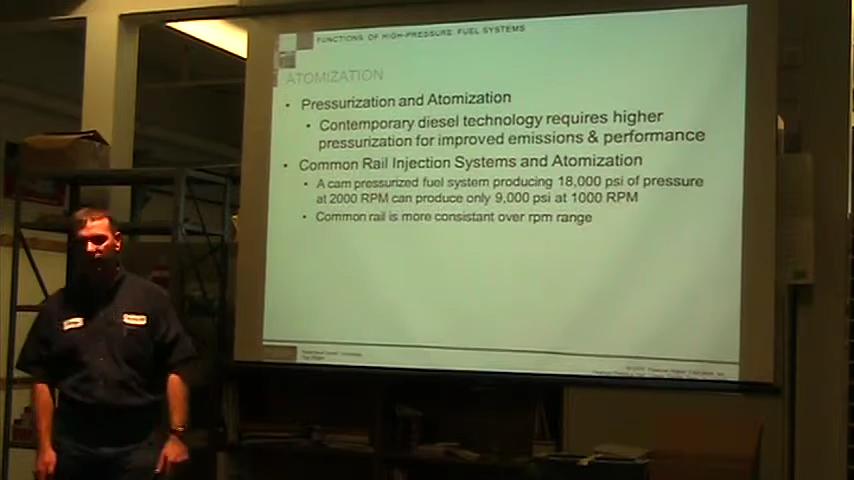 FUNCTIONS OF HIGH-PRESSURE FUEL SYSTEMS
ATOMIZATION
• Pressurization and Atomization
• Contemporary diesel technology requires higher
pressurization for improved emissions & performance
• Common Rail Injection Systems and Atomization
• A cam pressurized fuel system producing 18,000 psi of pressure
at 2000 RPM can produce only 9,000 psi at 1000 RPM
• Common rail is more consistant over rpm range